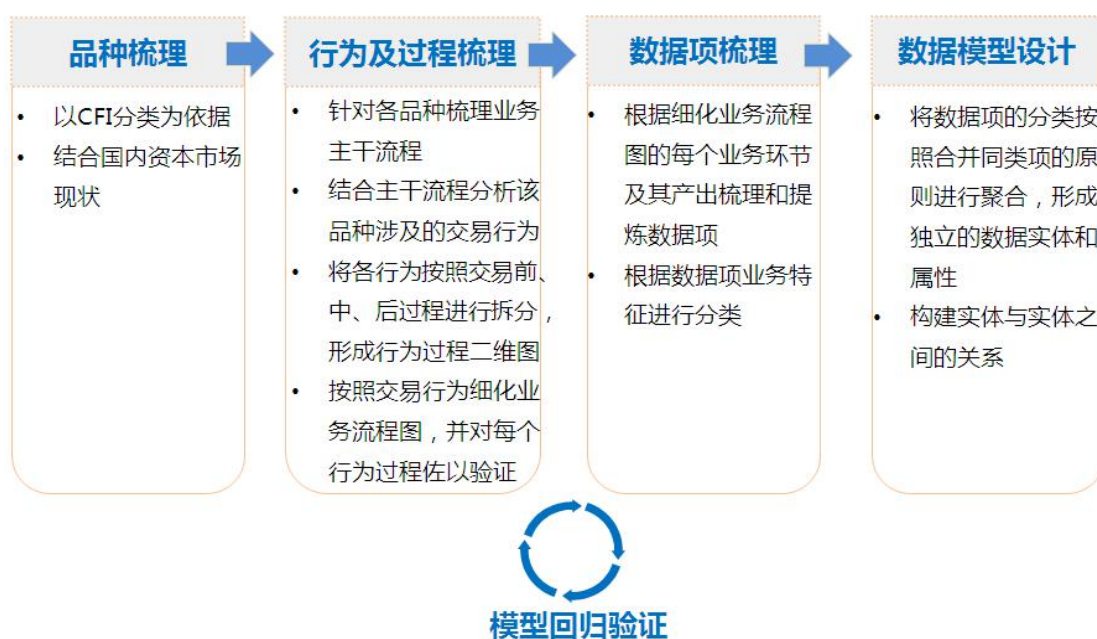 品种梳理
• 以CFI分类为依据
• 结合国内资本市场
现状
行为及过程梳理
• 针对各品种梳理业务
主干流程
• 结合主干流程分析该
品种涉及的交易行为
• 将各行为按照交易前、
中、后过程进行拆分，
形成行为过程二维图
• 按照交易行为细化业
务流程图，并对每个
行为过程佐以验证
数据项梳理
• 根据细化业务流程
图的每个业务环节
及其产出梳理和提
炼数据项
• 根据数据项业务特
征进行分类
数据模型设计
• 将数据项的分类按
照合并同类项的原
则进行聚合，形成
独立的数据实体和
属性
• 构建实体与实体之
间的关系
模型回归验证